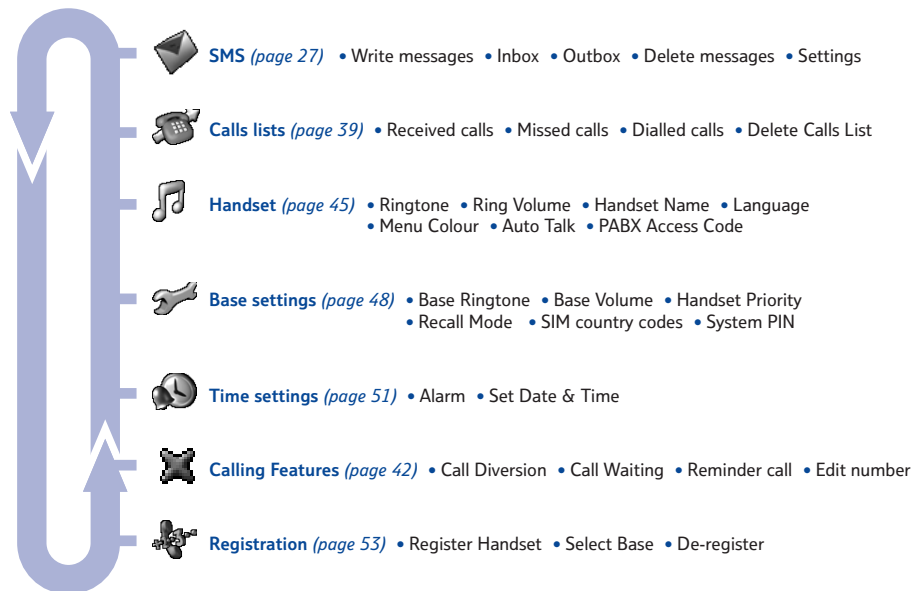 SMS (page 27) • Write messages • Inbox • Outbox • Delete messages • Settings
Calls lists (page 39) • Received calls • Missed calls • Dialled calls • Delete Calls List
Handset (page 45) • Ringtone • Ring Volume • Handset Name • Language
• Menu Colour • Auto Talk • PABX Access Code
Base settings (page 48) • Base Ringtone • Base Volume • Handset Priority
• Recall Mode • SIM country codes • System PIN
Time settings (page 51) • Alarm • Set Date & Time
Calling Features (page 42) • Call Diversion • Call Waiting • Reminder call • Edit number
Registration (page 53) • Register Handset • Select Base • De-register